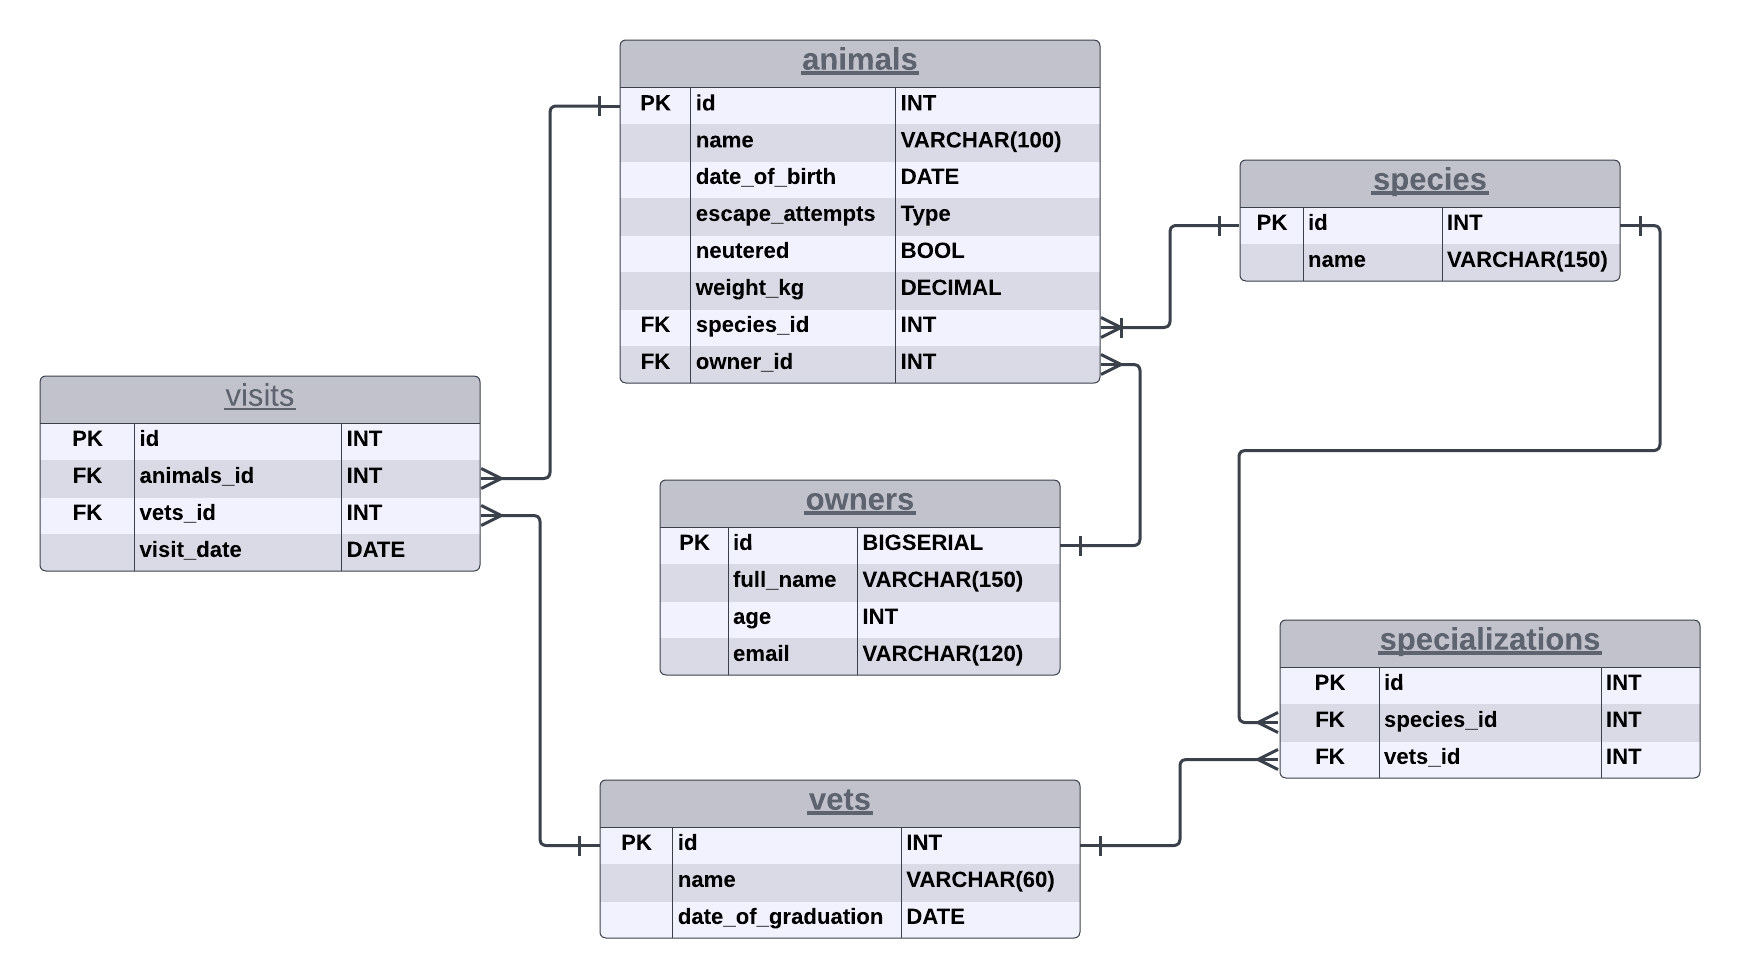 animals
PK id INT
name VARCHAR(100)
date_of_birth DATE
escape_attempts Type
neutered BOOL
weight_kg DECIMAL
FK species_id INT
FK owner_id INT
species
PK id INT
name VARCHAR(150)
visits
PK id INT
FK animals_id INT
FK vets_id INT
visit_date DATE
owners
PK id BIGSERIAL
full_name VARCHAR(150)
age INT
email VARCHAR(120)
specializations
PK id INT
FK species_id INT
FK vets_id INT
vets
PK id INT
name VARCHAR(60)
date_of_graduation DATE